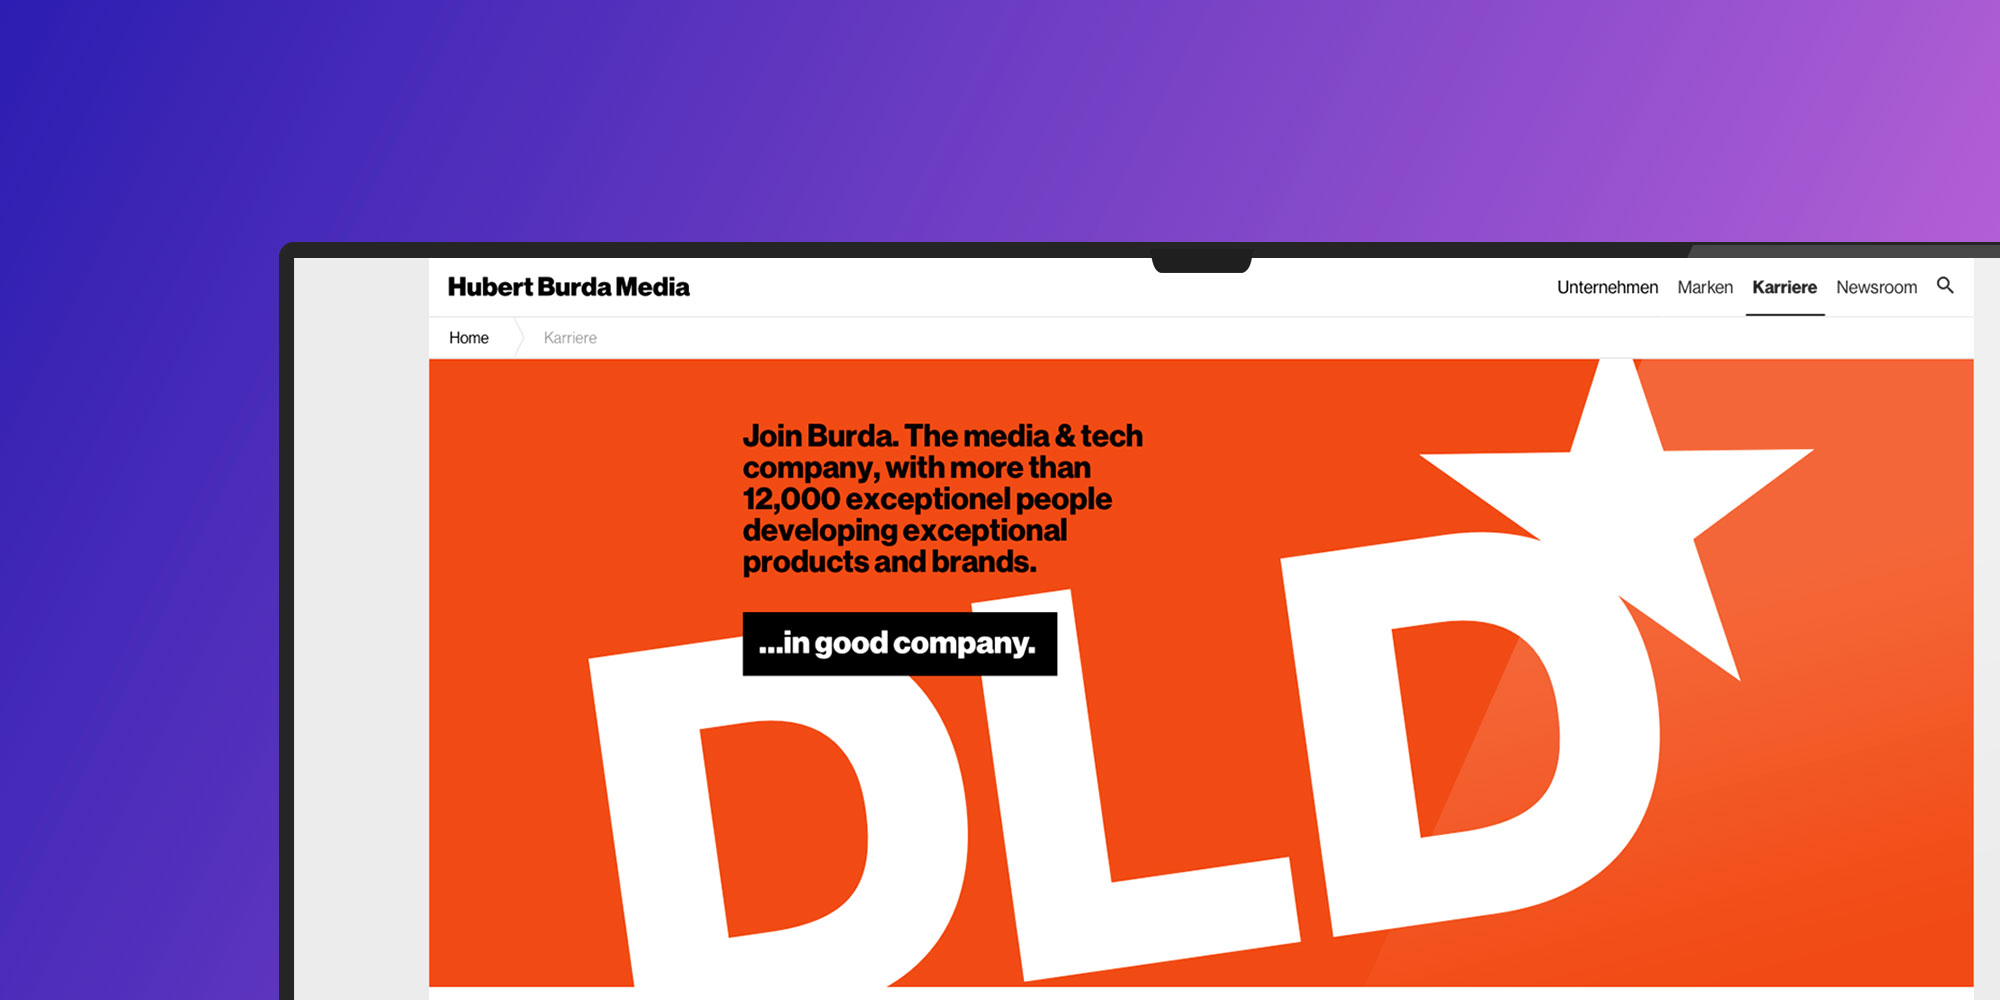 Hubert Burda Media
Unternehmen Marken Karriere Newsroom
Home Karriere
Join Burda. The media & tech
company, with more than
12,000 exceptionel people
developing exceptional
products and brands.
...in good company.
DLD